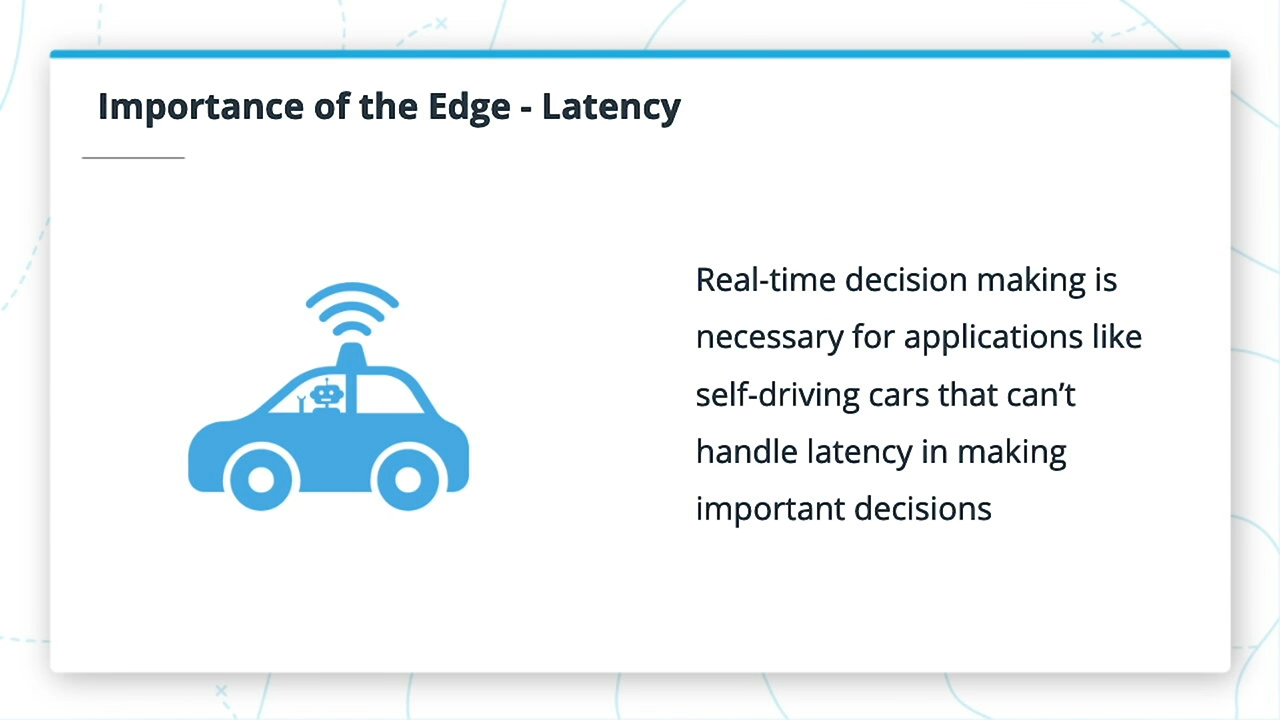 Importance of the Edge - Latency
Real-time decision making is
necessary for applications like
self-driving cars that can’t
handle latency in making
important decisions